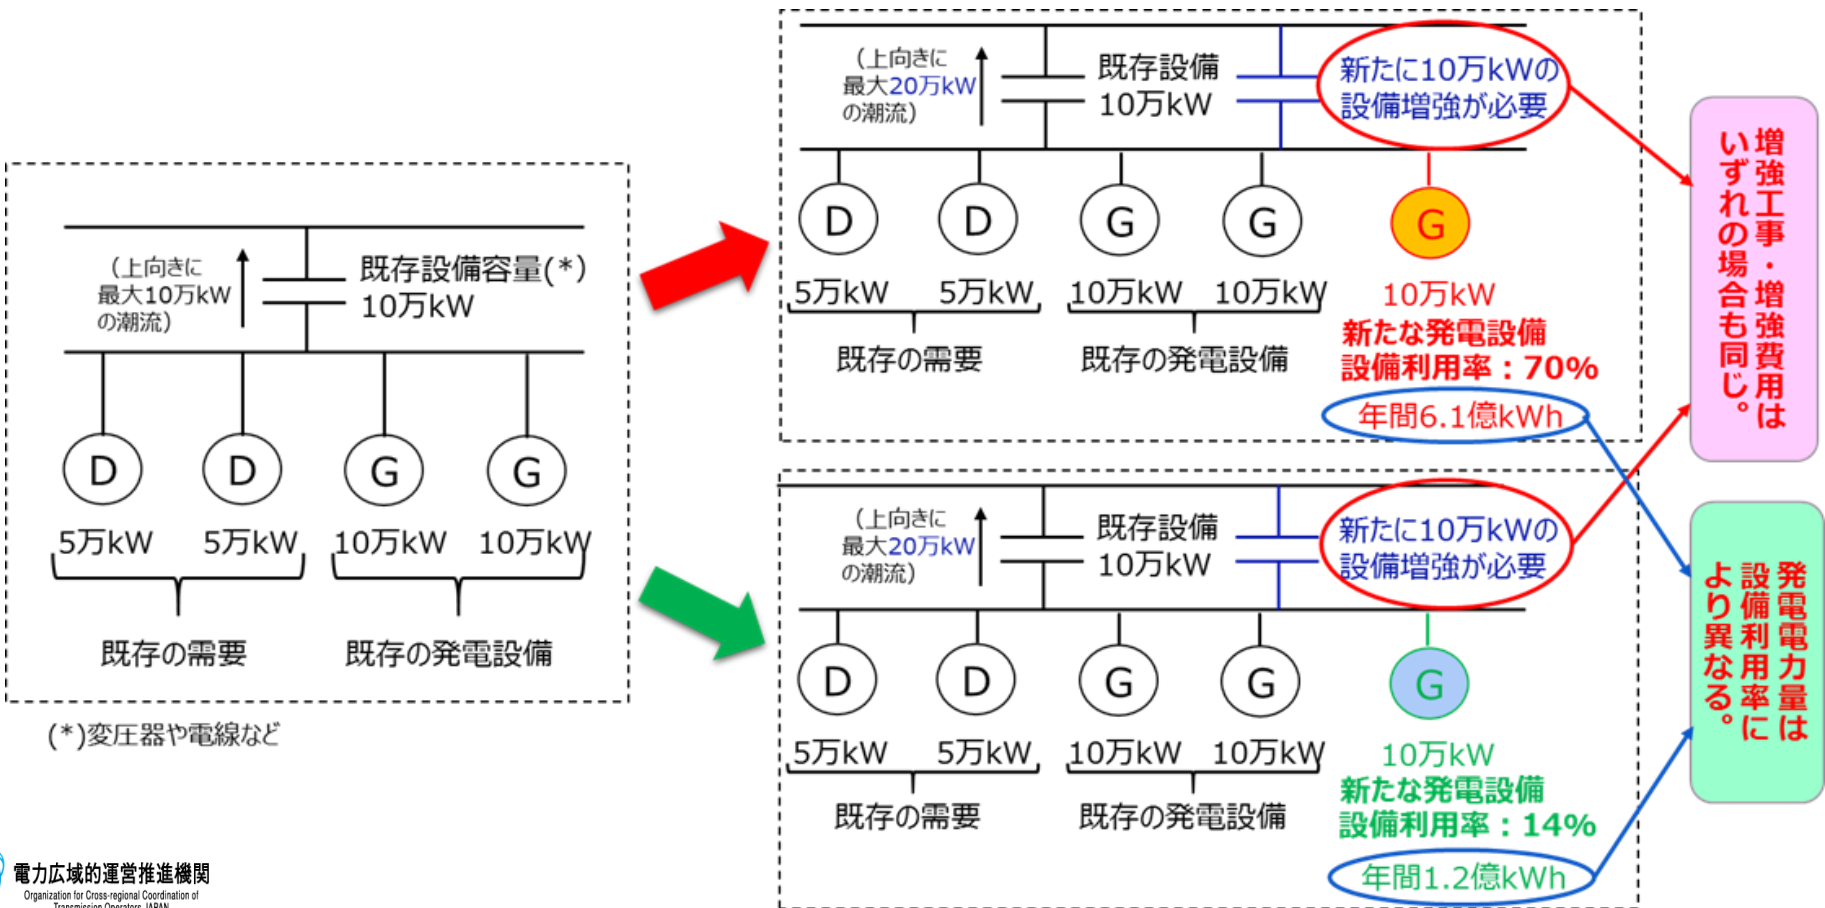 (上向きに
最大10万kW
の潮流)
既存設備容量(*)
10万kW
D
D
G
G
5万kW
5万kW
10万kW
10万kW
既存の需要
既存の発電設備
(*)変圧器や電線など
(上向きに
最大20万kW
の潮流)
既存設備
10万kW
新たに10万kWの
設備増強が必要
D
D
G
G
G
5万kW
5万kW
10万kW
10万kW
10万kW
既存の需要
既存の発電設備
新たな発電設備
設備利用率:70%
年間6.1億kWh
(上向きに
最大20万kW
の潮流)
既存設備
10万kW
新たに10万kWの
設備増強が必要
D
D
G
G
G
5万kW
5万kW
10万kW
10万kW
10万kW
既存の需要
既存の発電設備
新たな発電設備
設備利用率:14%
年間1.2億kWh
増強工事・増強費用は
いずれの場合も同じ。
発電電力量は
設備利用率に
より異なる。
電力広域的運営推進機関
Organization for Cross-regional Coordination of
Transmission Operators, JAPAN